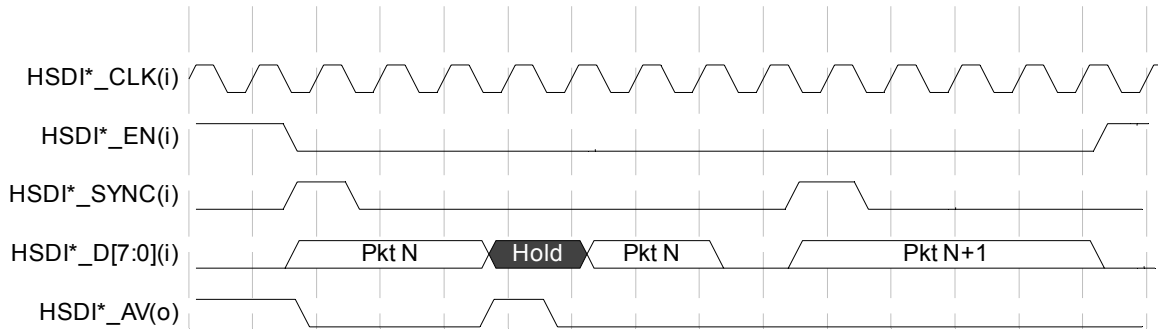 HSDI*_CLK(i)
HSDI*_EN(i)
HSDI*_SYNC(i)
HSDI*_D[7:0](i) Pkt N Hold Pkt N Pkt N+1
HSDI*_AV(o)